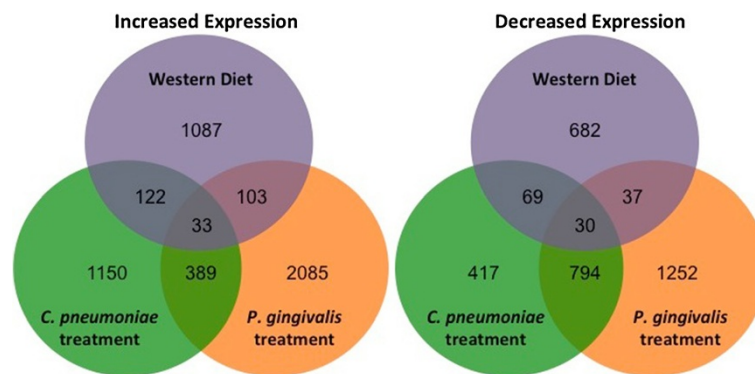 Increased Expression
Western Diet
1087
122
103
33
1150
389
2085
C. pneumoniae
treatment
P. gingivalis
treatment
Decreased Expression
Western Diet
682
69
37
30
417
794
1252
C. pneumoniae
treatment
P. gingivalis
treatment